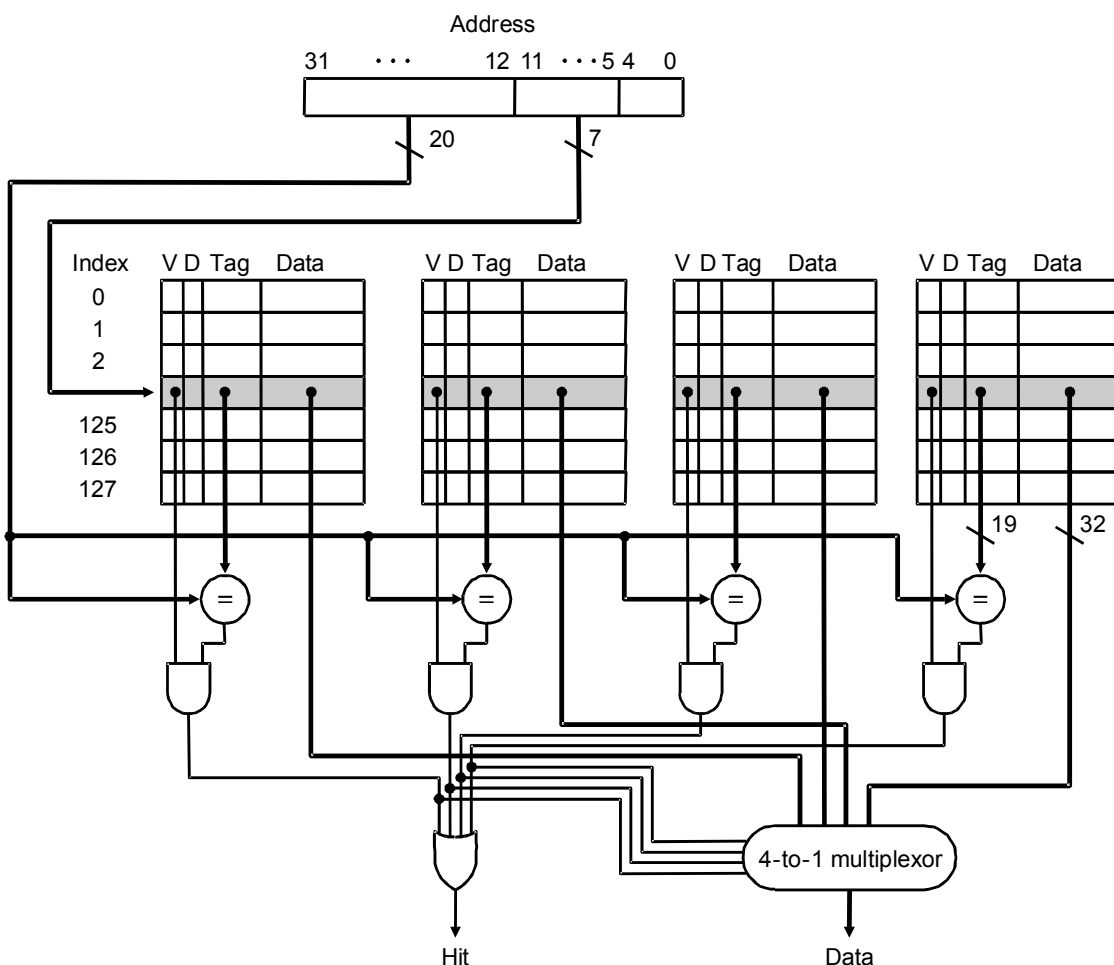 Address
31 ··· 12 11 ··· 5 4 0
20 7
Index V D Tag Data V D Tag Data V D Tag Data V D Tag Data
0
1
2
125
126
127
19 32
= = = =
4-to-1 multiplexor
Hit Data